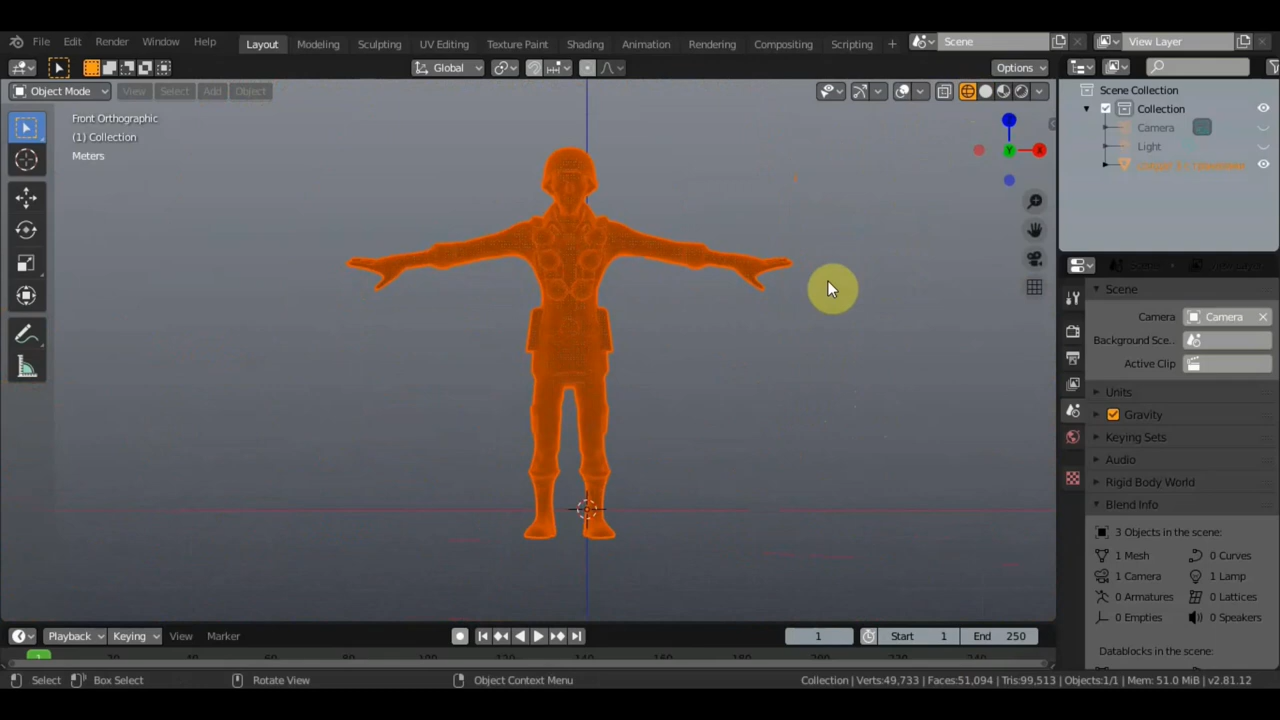 File Edit Render Window Help Layout Modeling Sculpting UV Editing Texture Paint Shading Animation Rendering Compositing Scripting + Scene View Layer
Global Options
Object Mode View Select Add Object
Front Orthographic
(1) Collection
Meters
Scene Collection
Collection
Camera
Light
X
Y
Scene
Camera Camera
Background Sce..
Active Clip
Units
Gravity
Keying Sets
Audio
Rigid Body World
Blend Info
3 Objects in the scene:
1 Mesh 0 Curves
1 Camera 1 Lamp
0 Armatures 0 Lattices
0 Empties 0 Speakers
Datablocks in the scene:
Playback Keying View Marker 1 Start 1 End 250
1
Select Box Select Rotate View Object Context Menu Collection | Verts:49,733 | Faces:51,094 | Tris:99,513 | Objects:1/1 | Mem: 51.0 MiB | v2.81.12